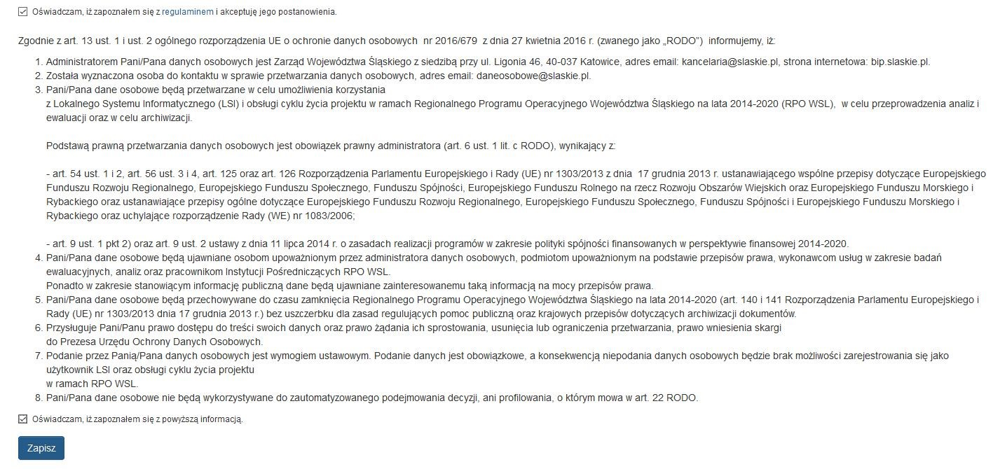 Oświadczam, iż zapoznałem się z regulaminem i akceptuję jego postanowienia.
Zgodnie z art. 13 ust. 1 i ust. 2 ogólnego rozporządzenia UE o ochronie danych osobowych nr 2016/679 z dnia 27 kwietnia 2016 r. (zwanego jako „RODO”) informujemy, iż:
1. Administratorem Pani/Pana danych osobowych jest Zarząd Województwa Śląskiego z siedzibą przy ul. Ligonia 46, 40-037 Katowice, adres email: kancelaria@slaskie.pl, strona internetowa: bip.slaskie.pl.
2. Została wyznaczona osoba do kontaktu w sprawie przetwarzania danych osobowych, adres email: daneosobowe@slaskie.pl.
3. Pani/Pana dane osobowe będą przetwarzane w celu umożliwienia korzystania
z Lokalnego Systemu Informatycznego (LSI) i obsługi cyklu życia projektu w ramach Regionalnego Programu Operacyjnego Województwa Śląskiego na lata 2014-2020 (RPO WSL), w celu przeprowadzenia analiz i
ewaluacji oraz w celu archiwizacji.
Podstawą prawną przetwarzania danych osobowych jest obowiązek prawny administratora (art. 6 ust. 1 lit. c RODO), wynikający z:
- art. 54 ust. 1 i 2, art. 56 ust. 3 i 4, art. 125 oraz art. 126 Rozporządzenia Parlamentu Europejskiego i Rady (UE) nr 1303/2013 z dnia 17 grudnia 2013 r. ustanawiającego wspólne przepisy dotyczące Europejskiego
Funduszu Rozwoju Regionalnego, Europejskiego Funduszu Społecznego, Funduszu Spójności, Europejskiego Funduszu Rolnego na rzecz Rozwoju Obszarów Wiejskich oraz Europejskiego Funduszu Morskiego i
Rybackiego oraz ustanawiające przepisy ogólne dotyczące Europejskiego Funduszu Rozwoju Regionalnego, Europejskiego Funduszu Społecznego, Funduszu Spójności i Europejskiego Funduszu Morskiego i
Rybackiego oraz uchylające rozporządzenie Rady (WE) nr 1083/2006;
- art. 9 ust. 1 pkt 2) oraz art. 9 ust. 2 ustawy z dnia 11 lipca 2014 r. o zasadach realizacji programów w zakresie polityki spójności finansowanych w perspektywie finansowej 2014-2020.
4. Pani/Pana dane osobowe będą ujawniane osobom upoważnionym przez administratora danych osobowych, podmiotom upoważnionym na podstawie przepisów prawa, wykonawcom usług w zakresie badań
ewaluacyjnych, analiz oraz pracownikom Instytucji Pośredniczących RPO WSL.
Ponadto w zakresie stanowiącym informację publiczną dane będą ujawniane zainteresowanemu taką informacją na mocy przepisów prawa.
5. Pani/Pana dane osobowe będą przechowywane do czasu zamknięcia Regionalnego Programu Operacyjnego Województwa Śląskiego na lata 2014-2020 (art. 140 i 141 Rozporządzenia Parlamentu Europejskiego i
Rady (UE) nr 1303/2013 dnia 17 grudnia 2013 r.) bez uszczerbku dla zasad regulujących pomoc publiczną oraz krajowych przepisów dotyczących archiwizacji dokumentów.
6. Przysługuje Pani/Panu prawo dostępu do treści swoich danych oraz prawo żądania ich sprostowania, usunięcia lub ograniczenia przetwarzania, prawo wniesienia skargi
do Prezesa Urzędu Ochrony Danych Osobowych.
7. Podanie przez Panią/Pana danych osobowych jest wymogiem ustawowym. Podanie danych jest obowiązkowe, a konsekwencją niepodania danych osobowych będzie brak możliwości zarejestrowania się jako
użytkownik LSI oraz obsługi cyklu życia projektu
w ramach RPO WSL.
8. Pani/Pana dane osobowe nie będą wykorzystywane do zautomatyzowanego podejmowania decyzji, ani profilowania, o którym mowa w art. 22 RODO.
Oświadczam, iż zapoznałem się z powyższą informacją.
Zapisz